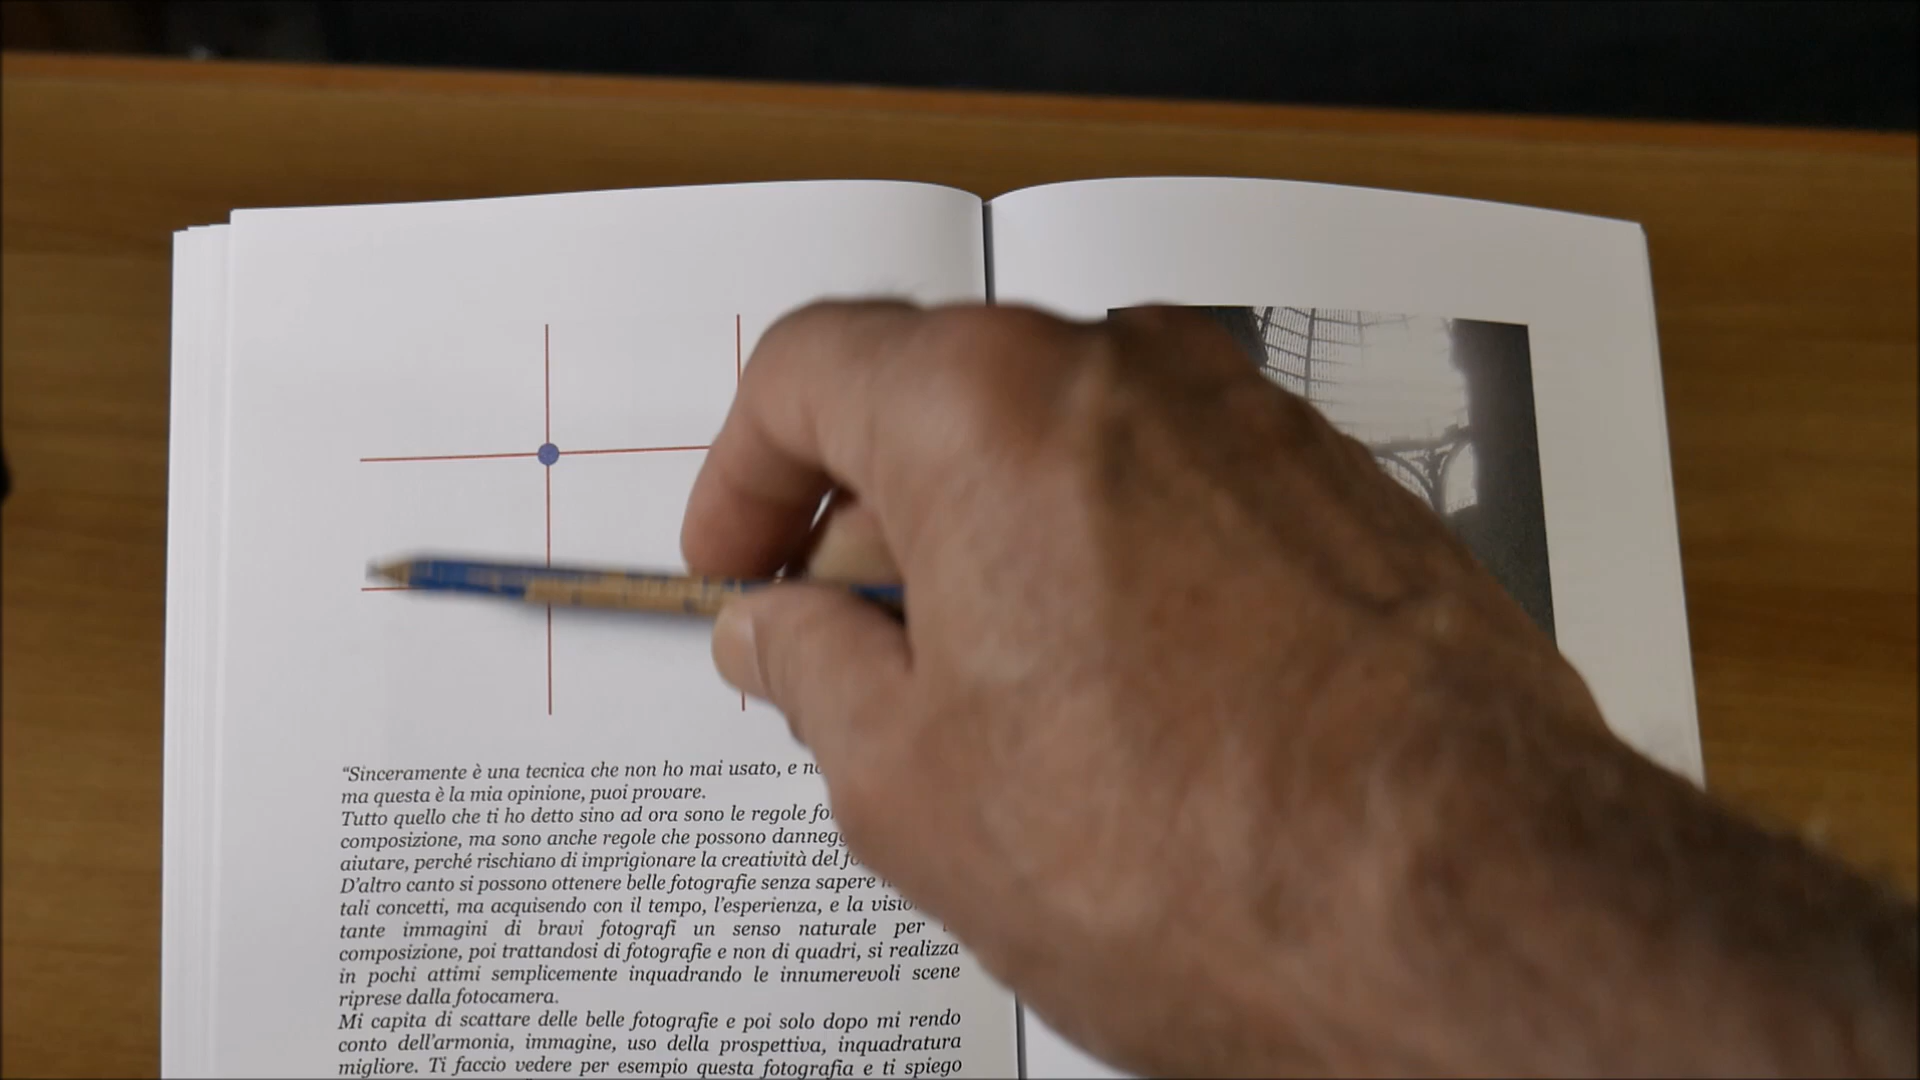 “Sinceramente è una tecnica che non ho mai usato, e
ma questa è la mia opinione, puoi provare.
Tutto quello che ti ho detto sino ad ora sono le regole
composizione, ma sono anche regole che possono
aiutare, perché rischiano di imprigionare la creatività del
D’altro canto si possono ottenere belle fotografie senza sapere
tali concetti, ma acquisendo con il tempo, l’esperienza, e la
tante immagini di bravi fotografi un senso naturale per
composizione, poi trattandosi di fotografie e non di quadri, si realizza
in pochi attimi semplicemente inquadrando le innumerevoli scene
riprese dalla fotocamera.
Mi capita di scattare delle belle fotografie e poi solo dopo mi rendo
conto dell’armonia, immagine, uso della prospettiva, inquadratura
migliore. Ti faccio vedere per esempio questa fotografia e ti spiego